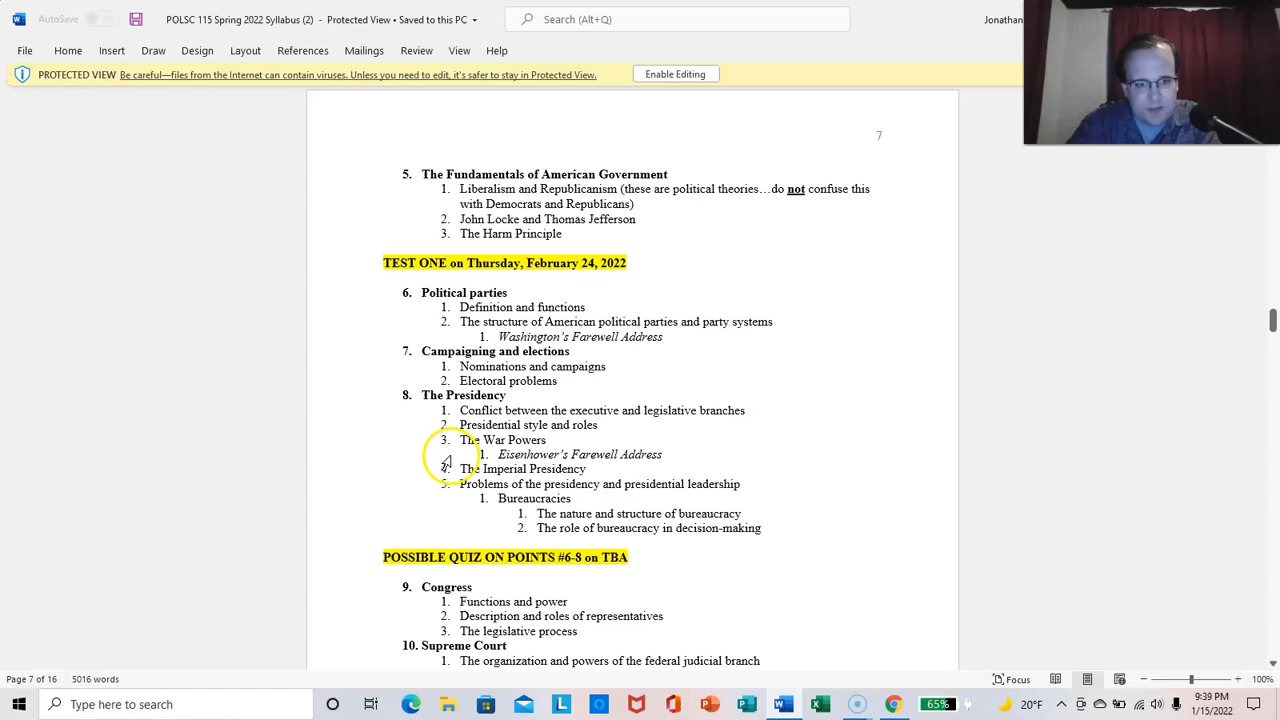 AutoSave Off POLSC 115 Spring 2022 Syllabus (2) - Protected View • Saved to this PC Search (Alt+Q) Jonathan
File Home Insert Draw Design Layout References Mailings Review View Help
PROTECTED VIEW Be careful—files from the Internet can contain viruses. Unless you need to edit, it's safer to stay in Protected View. Enable Editing
7
5. The Fundamentals of American Government
1. Liberalism and Republicanism (these are political theories…do not confuse this
with Democrats and Republicans)
2. John Locke and Thomas Jefferson
3. The Harm Principle
TEST ONE on Thursday, February 24, 2022
6. Political parties
1. Definition and functions
2. The structure of American political parties and party systems
1. Washington's Farewell Address
7. Campaigning and elections
1. Nominations and campaigns
2. Electoral problems
8. The Presidency
1. Conflict between the executive and legislative branches
2. Presidential style and roles
3. The War Powers
1. Eisenhower's Farewell Address
4. The Imperial Presidency
5. Problems of the presidency and presidential leadership
1. Bureaucracies
1. The nature and structure of bureaucracy
2. The role of bureaucracy in decision-making
POSSIBLE QUIZ ON POINTS #6-8 on TBA
9. Congress
1. Functions and power
2. Description and roles of representatives
3. The legislative process
10. Supreme Court
1. The organization and powers of the federal judicial branch
Page 7 of 16 5016 words Focus 100%
Type here to search 65% 20°F 9:39 PM
1/15/2022